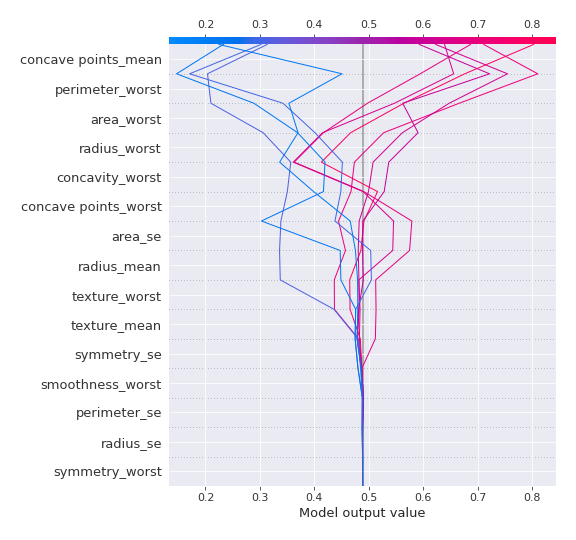 0.2 0.3 0.4 0.5 0.6 0.7 0.8
concave points_mean
perimeter_worst
area_worst
radius_worst
concavity_worst
concave points_worst
area_se
radius_mean
texture_worst
texture_mean
symmetry_se
smoothness_worst
perimeter_se
radius_se
symmetry_worst
0.2 0.3 0.4 0.5 0.6 0.7 0.8
Model output value